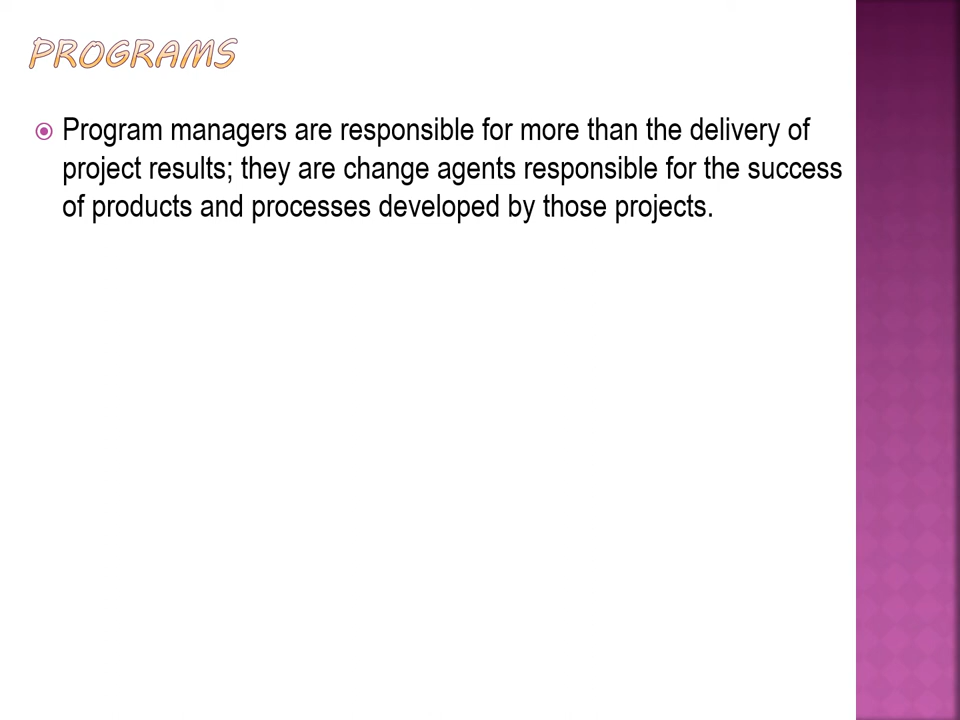 PROGRAMS
Program managers are responsible for more than the delivery of
project results; they are change agents responsible for the success
of products and processes developed by those projects.